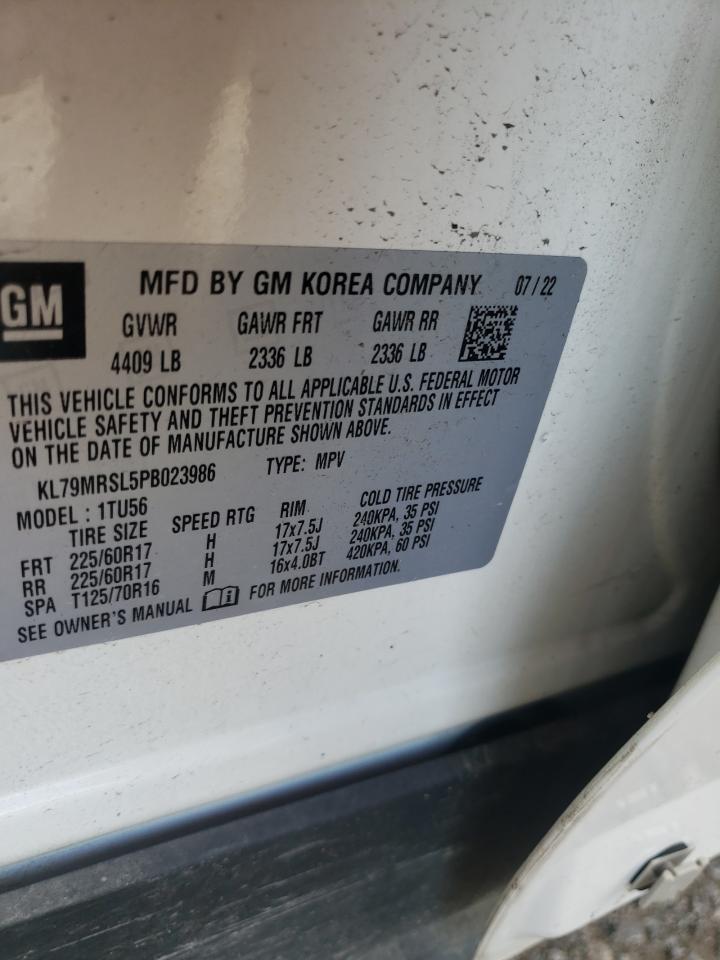 GM
MFD BY GM KOREA COMPANY 07/22
GVWR GAWR FRT GAWR RR
4409 LB 2336 LB 2336 LB
THIS VEHICLE CONFORMS TO ALL APPLICABLE U.S. FEDERAL MOTOR
VEHICLE SAFETY AND THEFT PREVENTION STANDARDS IN EFFECT
ON THE DATE OF MANUFACTURE SHOWN ABOVE.
KL79MRSL5PB023986 TYPE: MPV
MODEL : 1TU56
TIRE SIZE SPEED RTG RIM COLD TIRE PRESSURE
FRT 225/60R17 H 17x7.5J 240KPA, 35 PSI
RR 225/60R17 H 17x7.5J 240KPA, 35 PSI
SPA T125/70R16 M 16x4.0BT 420KPA, 60 PSI
SEE OWNER'S MANUAL i FOR MORE INFORMATION.